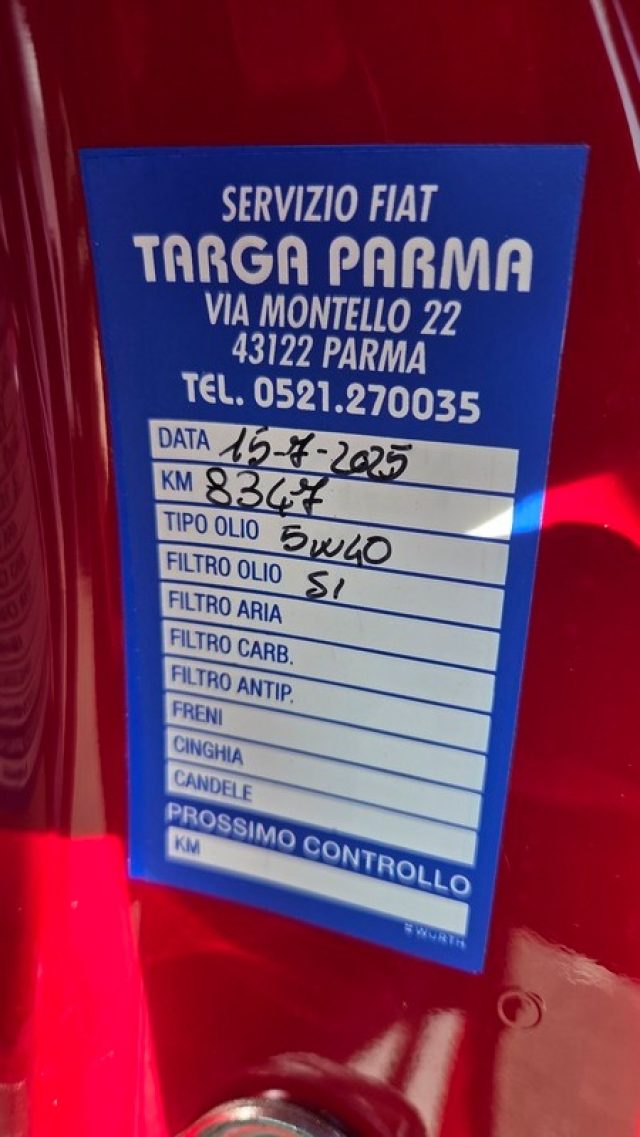 SERVIZIO FIAT
TARGA PARMA
VIA MONTELLO 22
43122 PARMA
TEL. 0521.270035
DATA 15-7-2025
KM 8347
TIPO OLIO 5W40
FILTRO OLIO SI
FILTRO ARIA
FILTRO CARB.
FILTRO ANTIP.
FRENI
CINGHIA
CANDELE
PROSSIMO CONTROLLO
KM
WÜRTH